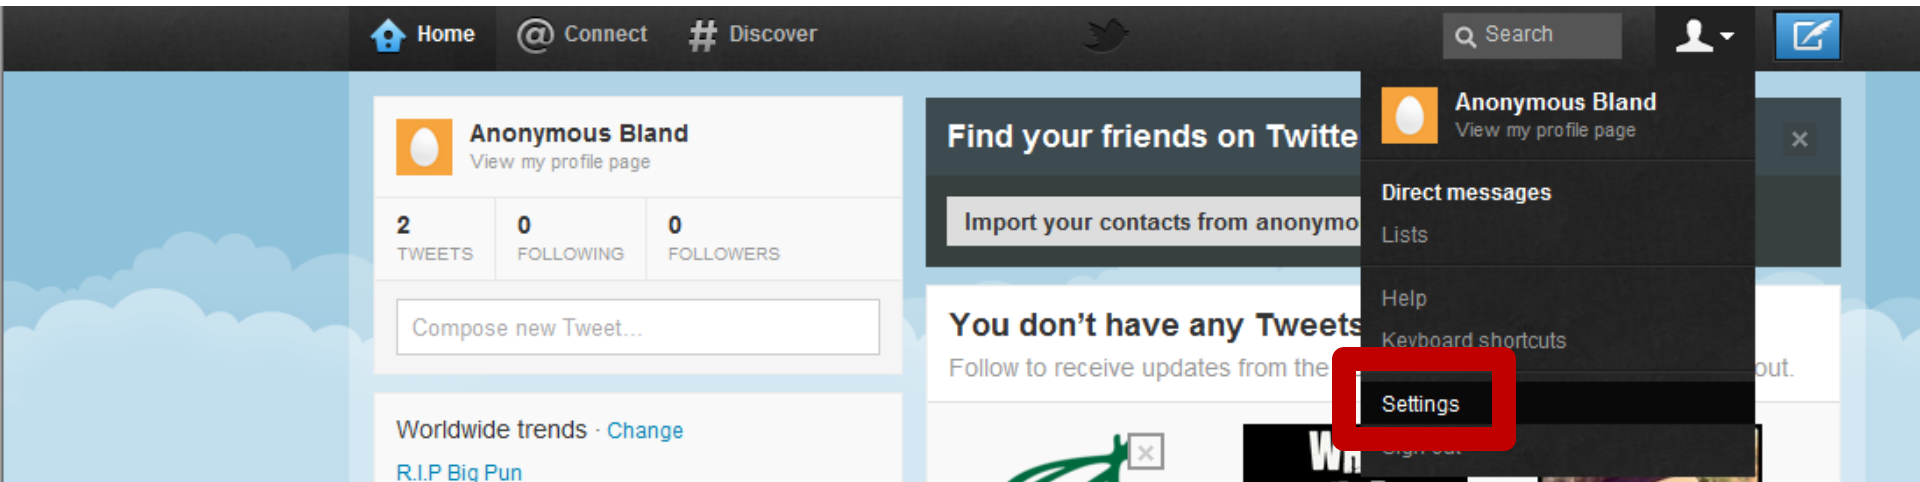 Home
@ Connect
# Discover
Search
Anonymous Bland
View my profile page
2
TWEETS
0
FOLLOWING
0
FOLLOWERS
Compose new Tweet...
Worldwide trends · Change
R.I.P Big Pun
Find your friends on Twitte
Import your contacts from anonymo
You don't have any Tweets
Follow to receive updates from the
out.
Anonymous Bland
View my profile page
Direct messages
Lists
Help
Keyboard shortcuts
Settings
Sign out